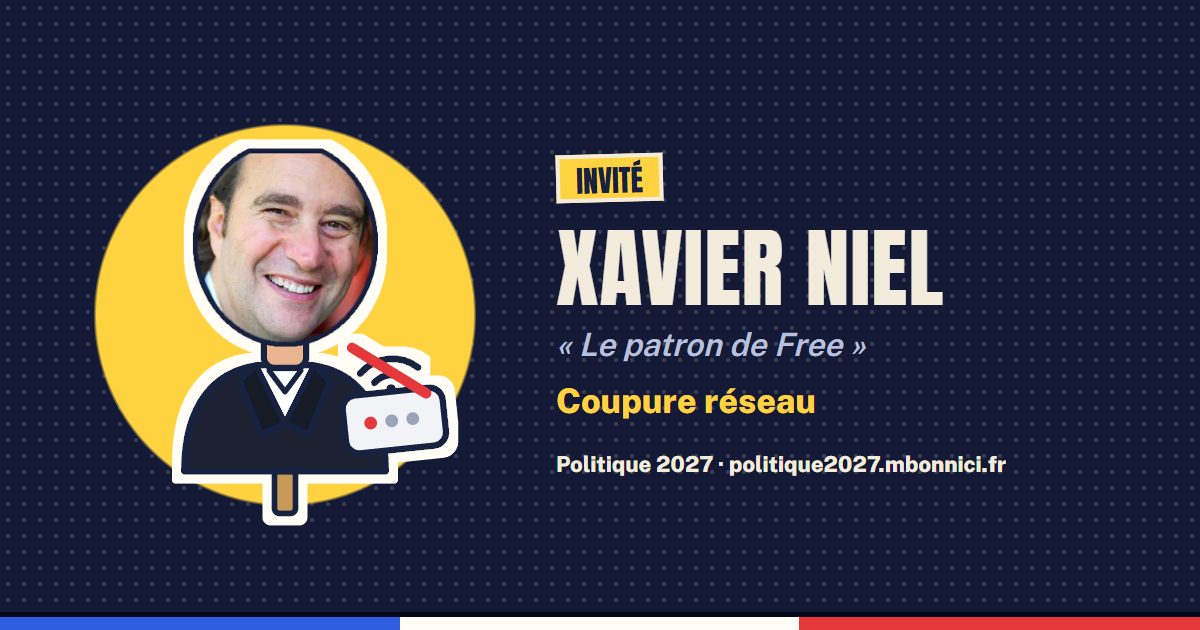 INVITÉ
XAVIER NIEL
« Le patron de Free »
Coupure réseau
Politique 2027 · politique2027.mbonnici.fr